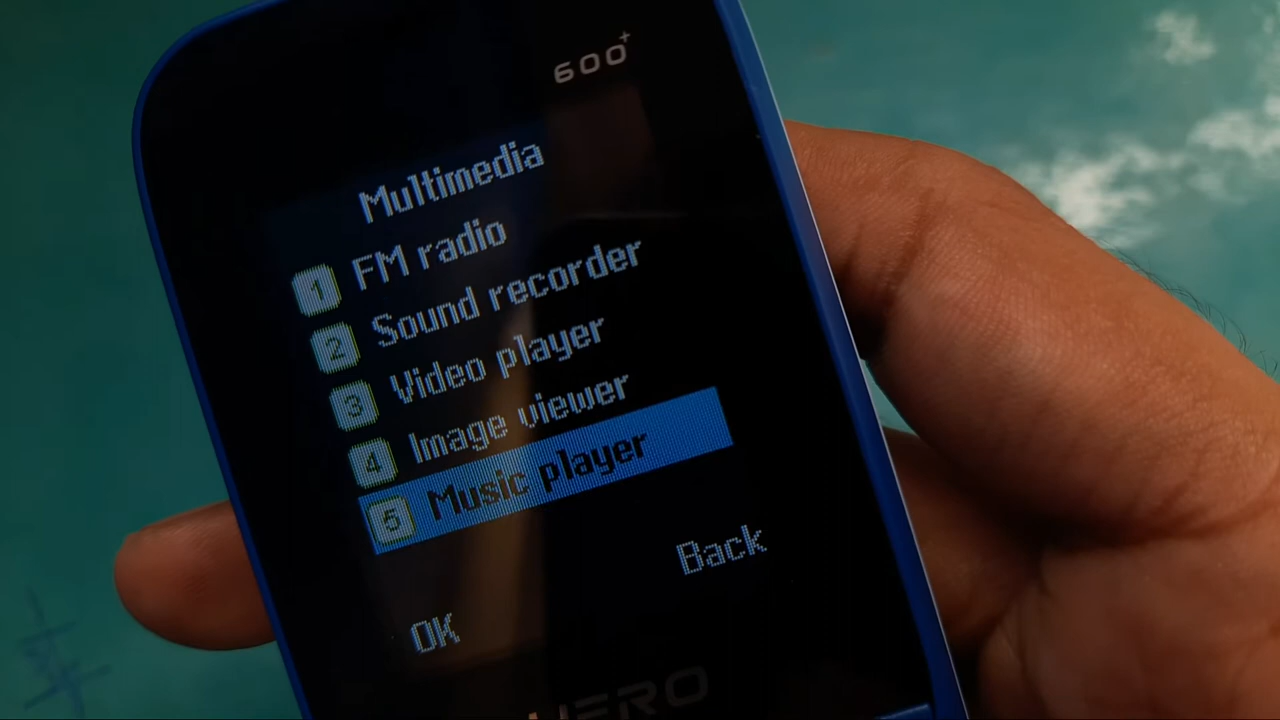 600+
Multimedia
1 FM radio
2 Sound recorder
3 Video player
4 Image viewer
5 Music player
Back
OK
HERO